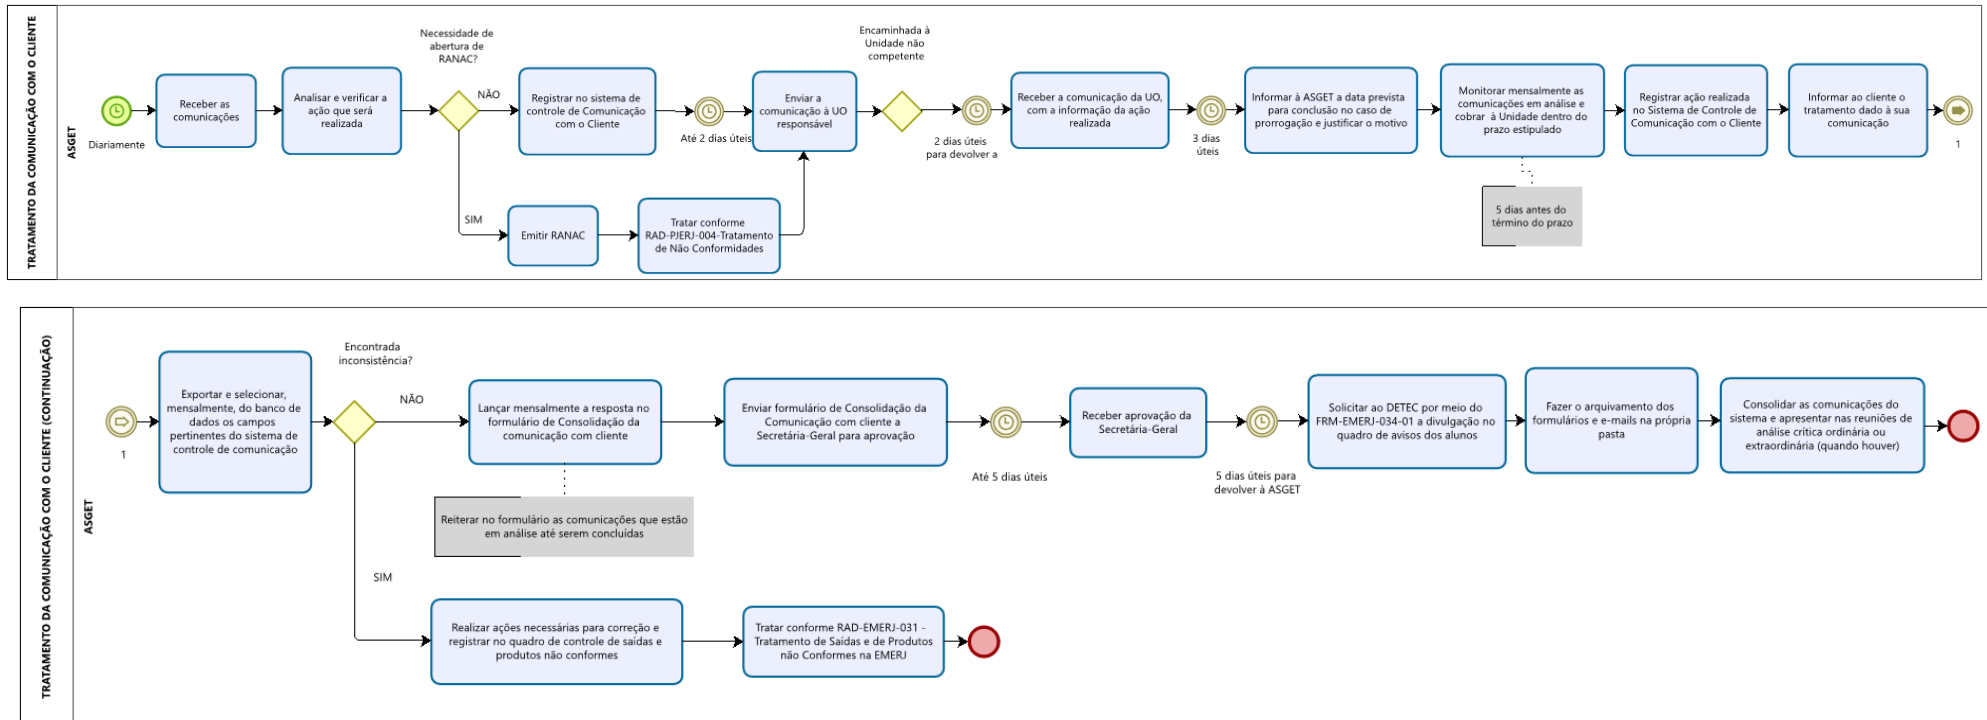 TRATAMENTO DA COMUNICAÇÃO COM O CLIENTE
ASGET
Diariamente
Receber as
comunicações
Analisar e verificar a
ação que será
realizada
Necessidade de
abertura de
RANAC?
NÃO
SIM
Registrar no sistema de
controle de Comunicação
com o Cliente
Até 2 dias úteis
Emitir RANAC
Tratar conforme
RAD-PJERJ-004-Tratamento
de Não Conformidades
Enviar a
comunicação à UO
responsável
Encaminhada à
Unidade não
competente
2 dias úteis
para devolver a
Receber a comunicação da UO,
com a informação da ação
realizada
3 dias
úteis
Informar à ASGET a data prevista
para conclusão no caso de
prorrogação e justificar o motivo
Monitorar mensalmente as
comunicações em análise e
cobrar à Unidade dentro do
prazo estipulado
5 dias antes do
término do prazo
Registrar ação realizada
no Sistema de Controle de
Comunicação com o Cliente
Informar ao cliente o
tratamento dado à sua
comunicação
1
TRATAMENTO DA COMUNICAÇÃO COM O CLIENTE (CONTINUAÇÃO)
ASGET
1
Exportar e selecionar,
mensalmente, do banco de
dados os campos
pertinentes do sistema de
controle de comunicação
Encontrada
inconsistência?
NÃO
SIM
Lançar mensalmente a resposta no
formulário de Consolidação da
comunicação com cliente
Reiterar no formulário as comunicações que estão
em análise até serem concluídas
Enviar formulário de Consolidação da
Comunicação com cliente a
Secretária-Geral para aprovação
Até 5 dias úteis
Receber aprovação da
Secretária-Geral
5 dias úteis para
devolver à ASGET
Solicitar ao DETEC por meio do
FRM-EMERJ-034-01 a divulgação no
quadro de avisos dos alunos
Fazer o arquivamento dos
formulários e e-mails na própria
pasta
Consolidar as comunicações do
sistema e apresentar nas reuniões de
análise crítica ordinária ou
extraordinária (quando houver)
Realizar ações necessárias para correção e
registrar no quadro de controle de saídas e
produtos não conformes
Tratar conforme RAD-EMERJ-031 -
Tratamento de Saídas e de Produtos
não Conformes na EMERJ